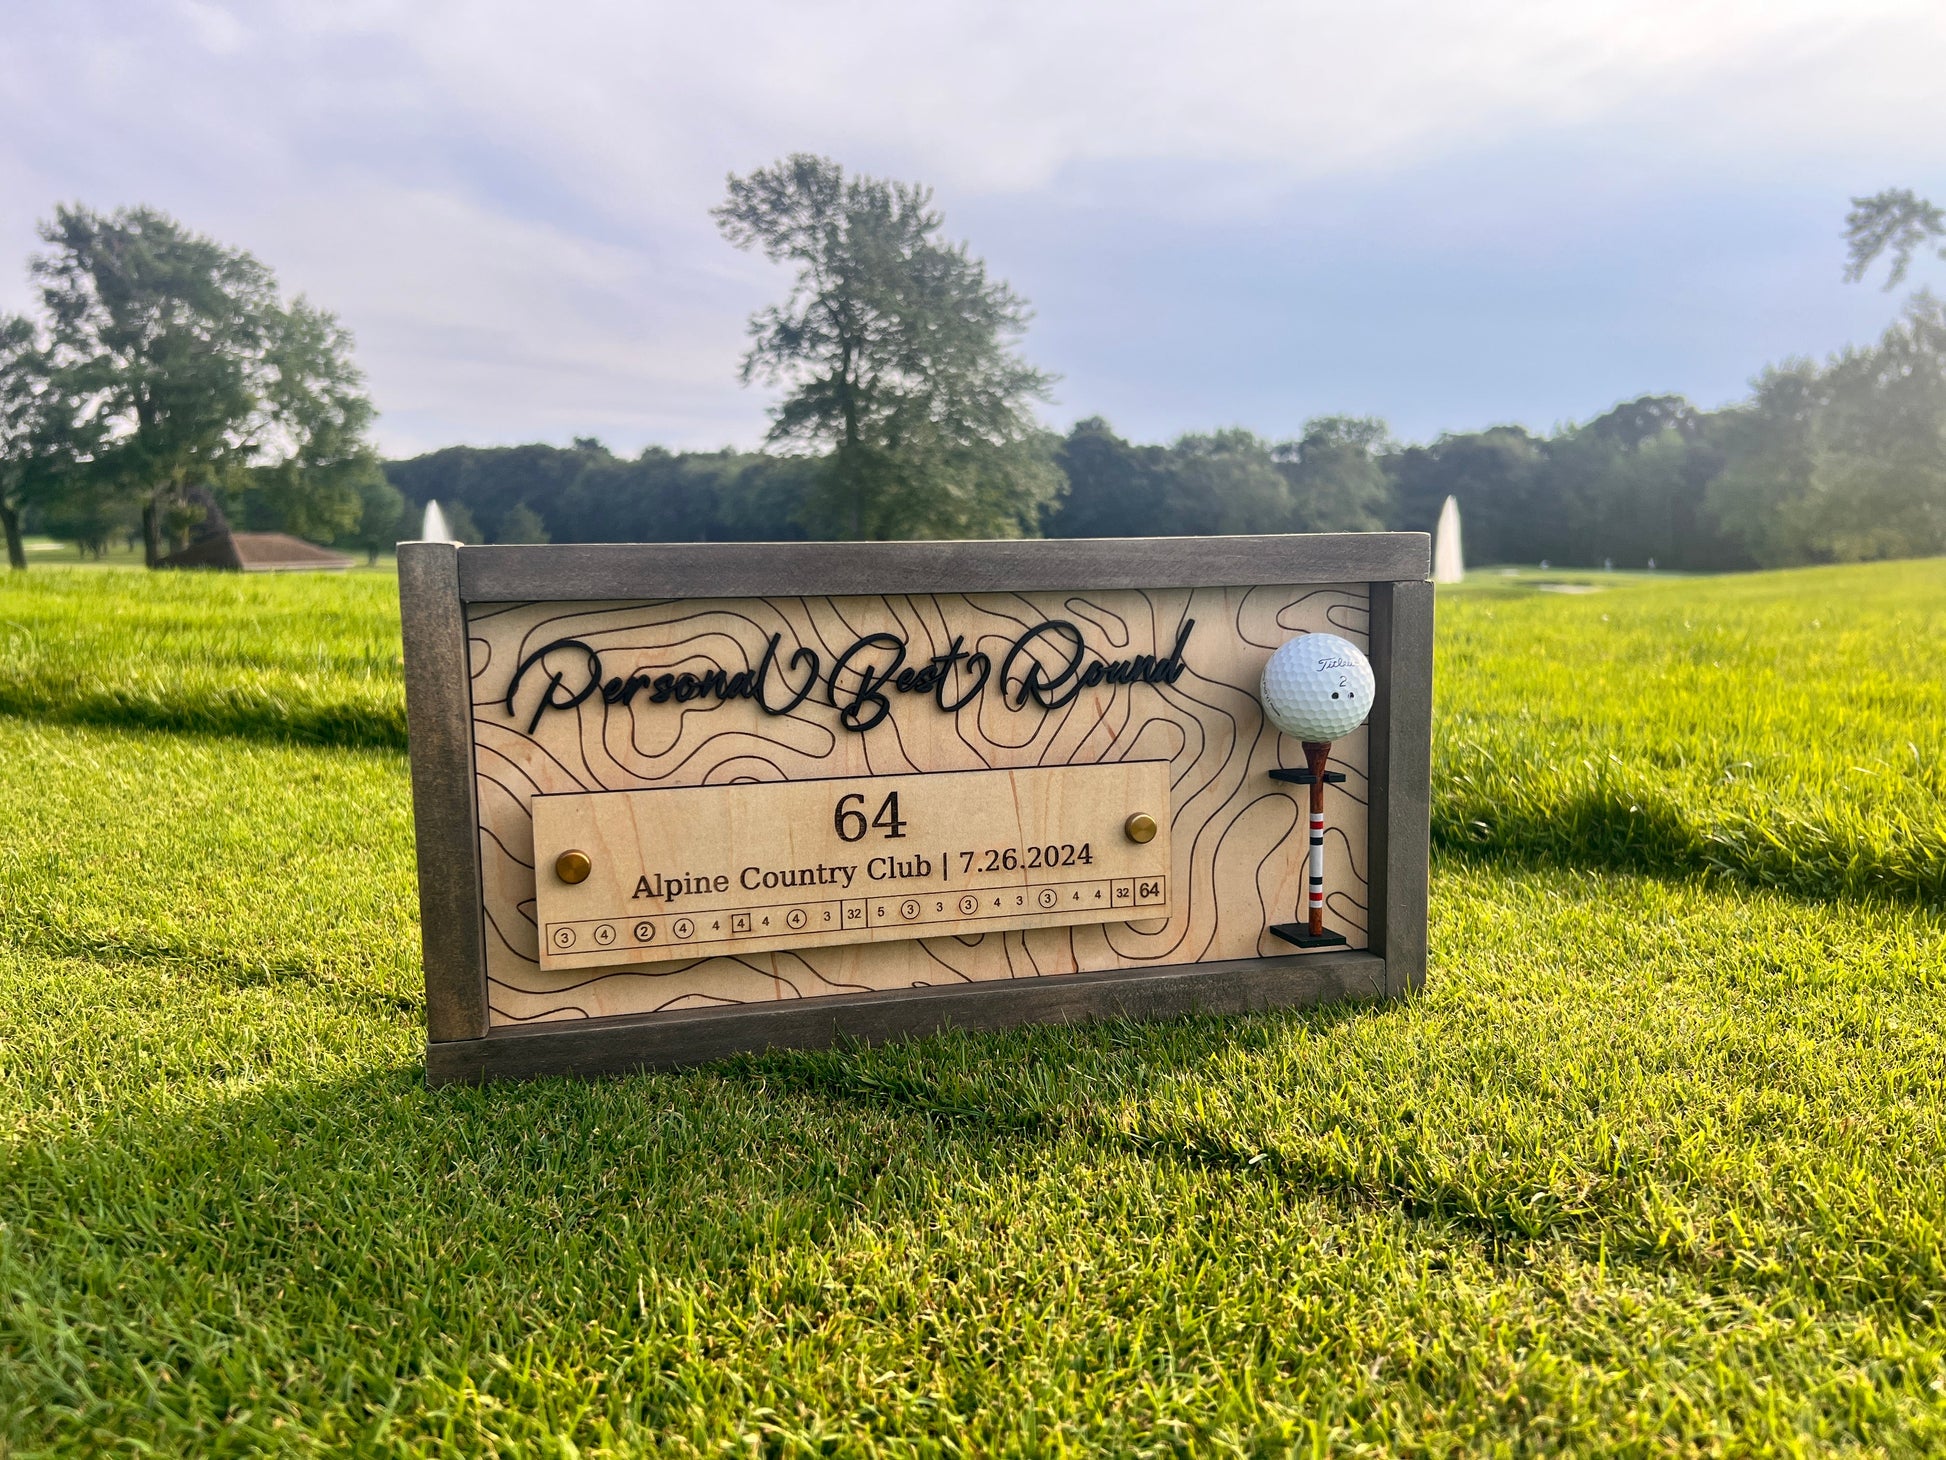 Personal Best Round
Titleist
2
64
Alpine Country Club | 7.26.2024
3 4 2 4 4 4 4 4 3 32 5 3 3 3 4 3 3 4 4 32 64